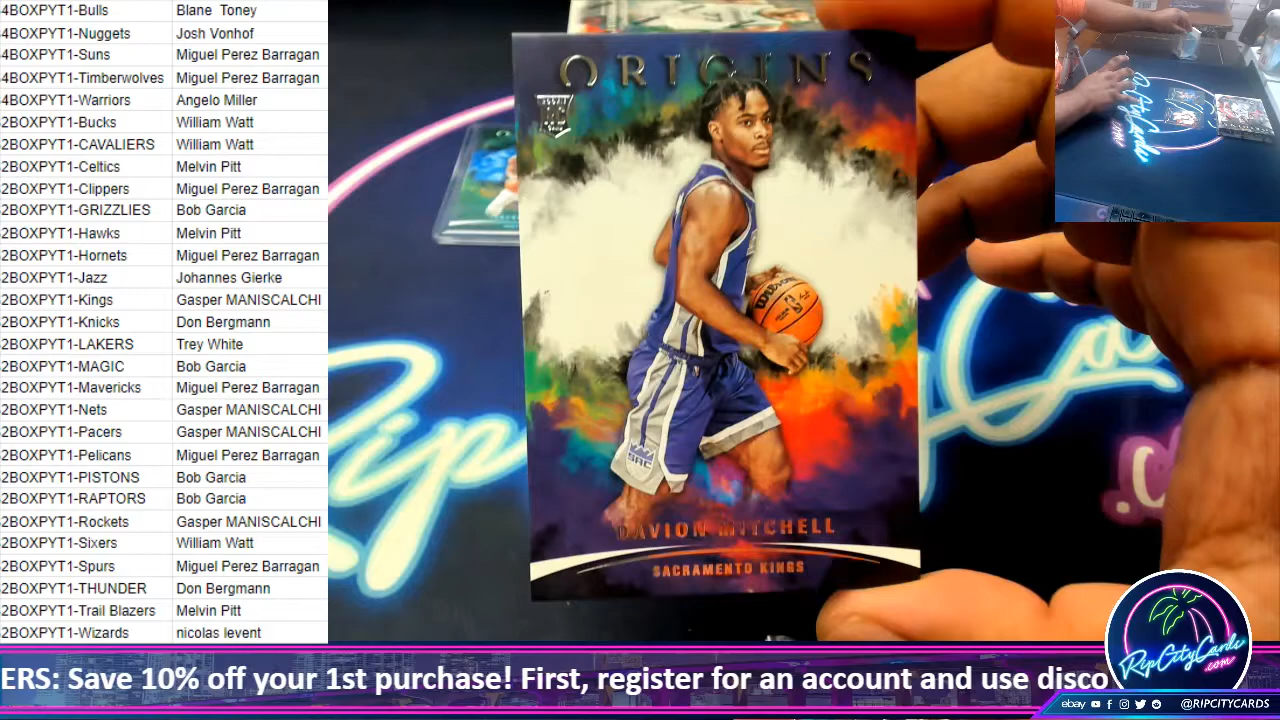 4BOXPYT1-Bulls Blane Toney
4BOXPYT1-Nuggets Josh Vonhof
4BOXPYT1-Suns Miguel Perez Barragan
4BOXPYT1-Timberwolves Miguel Perez Barragan
4BOXPYT1-Warriors Angelo Miller
2BOXPYT1-Bucks William Watt
2BOXPYT1-CAVALIERS William Watt
2BOXPYT1-Celtics Melvin Pitt
2BOXPYT1-Clippers Miguel Perez Barragan
2BOXPYT1-GRIZZLIES Bob Garcia
2BOXPYT1-Hawks Melvin Pitt
2BOXPYT1-Hornets Miguel Perez Barragan
2BOXPYT1-Jazz Johannes Gierke
2BOXPYT1-Kings Gasper MANISCALCHI
2BOXPYT1-Knicks Don Bergmann
2BOXPYT1-LAKERS Trey White
2BOXPYT1-MAGIC Bob Garcia
2BOXPYT1-Mavericks Miguel Perez Barragan
2BOXPYT1-Nets Gasper MANISCALCHI
2BOXPYT1-Pacers Gasper MANISCALCHI
2BOXPYT1-Pelicans Miguel Perez Barragan
2BOXPYT1-PISTONS Bob Garcia
2BOXPYT1-RAPTORS Bob Garcia
2BOXPYT1-Rockets Gasper MANISCALCHI
2BOXPYT1-Sixers William Watt
2BOXPYT1-Spurs Miguel Perez Barragan
2BOXPYT1-THUNDER Don Bergmann
2BOXPYT1-Trail Blazers Melvin Pitt
2BOXPYT1-Wizards nicolas levent
ORIGINS
RC
Wilson
SAC
DAVION MITCHELL
SACRAMENTO KINGS
Rip
City Ca
.c
ERS: Save 10% off your 1st purchase! First, register for an account and use disco
RipCityCards
.com
ebay @RIPCITYCARDS